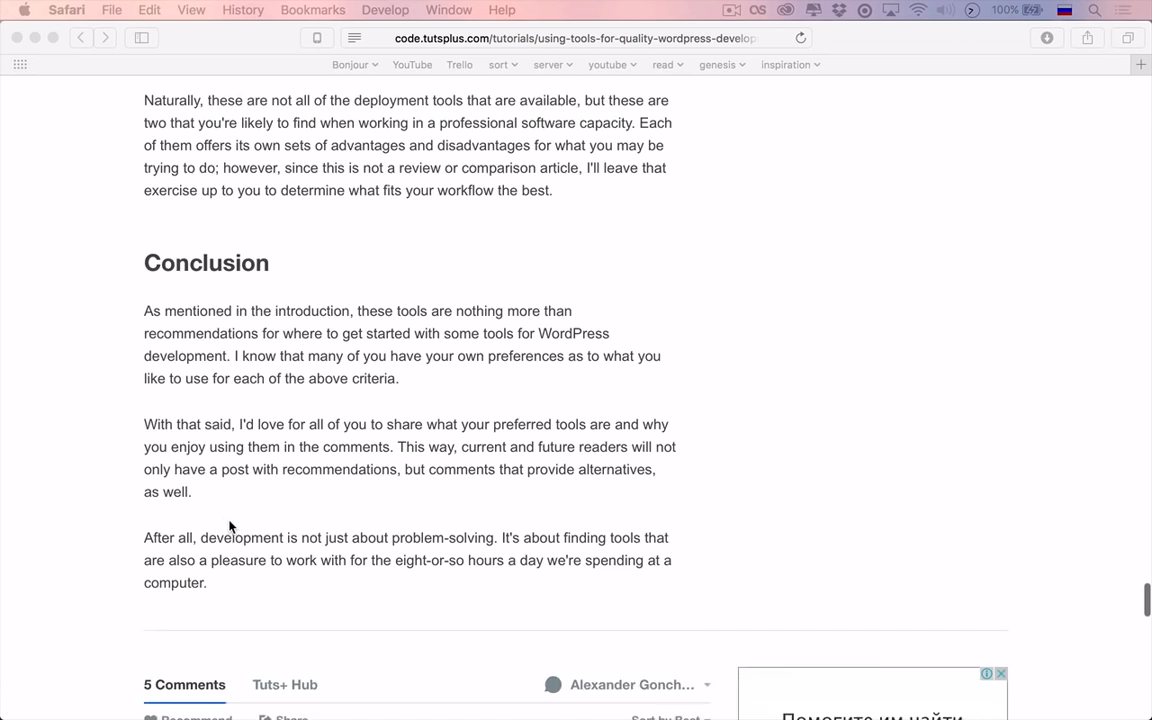 Safari File Edit View History Bookmarks Develop Window Help 100%
code.tutsplus.com/tutorials/using-tools-for-quality-wordpress-develop
Bonjour YouTube Trello sort server youtube read genesis inspiration
Naturally, these are not all of the deployment tools that are available, but these are
two that you're likely to find when working in a professional software capacity. Each
of them offers its own sets of advantages and disadvantages for what you may be
trying to do; however, since this is not a review or comparison article, I'll leave that
exercise up to you to determine what fits your workflow the best.
Conclusion
As mentioned in the introduction, these tools are nothing more than
recommendations for where to get started with some tools for WordPress
development. I know that many of you have your own preferences as to what you
like to use for each of the above criteria.
With that said, I'd love for all of you to share what your preferred tools are and why
you enjoy using them in the comments. This way, current and future readers will not
only have a post with recommendations, but comments that provide alternatives,
as well.
After all, development is not just about problem-solving. It's about finding tools that
are also a pleasure to work with for the eight-or-so hours a day we're spending at a
computer.
5 Comments Tuts+ Hub Alexander Gonch...
Recommend Share Sort by Best
Помогите им найти